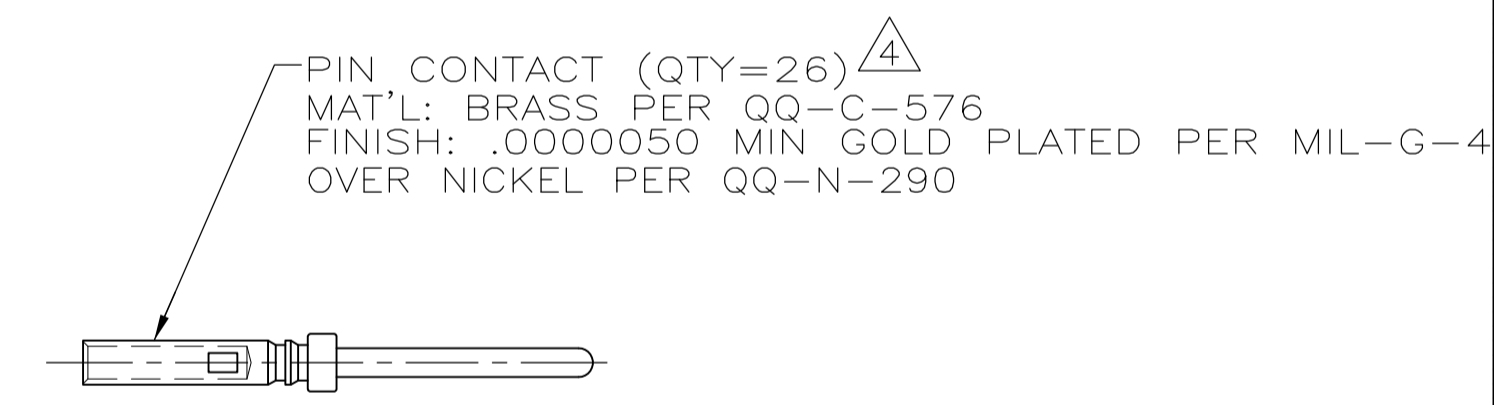 PIN CONTACT (QTY=26) 4
MAT'L: BRASS PER QQ-C-576
FINISH: .0000050 MIN GOLD PLATED PER MIL-G-4
OVER NICKEL PER QQ-N-290